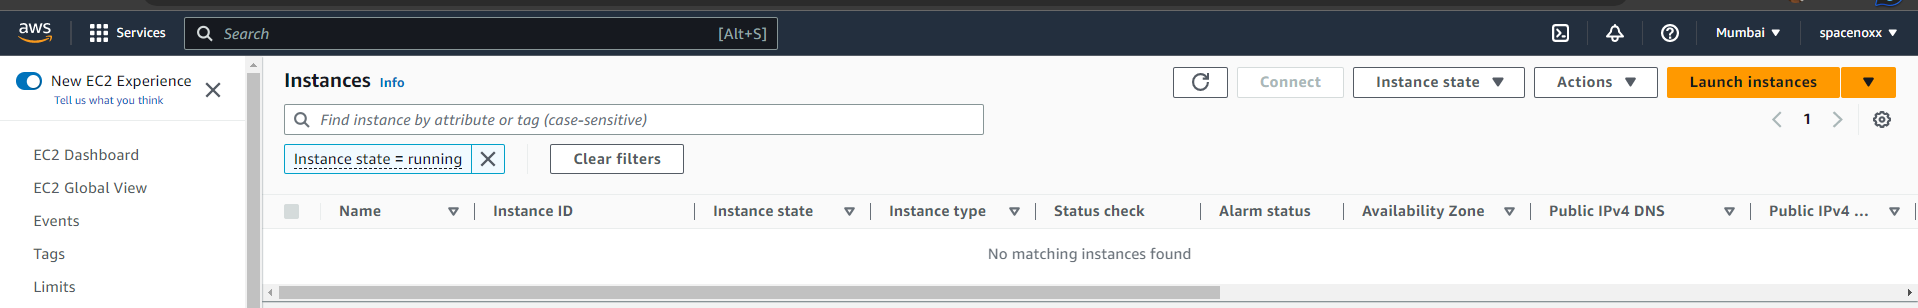 aws Services Search [Alt+S] Mumbai spacenoxx
New EC2 Experience
Tell us what you think
EC2 Dashboard
EC2 Global View
Events
Tags
Limits
Instances Info Connect Instance state Actions Launch instances
Find instance by attribute or tag (case-sensitive) 1
Instance state = running Clear filters
Name Instance ID Instance state Instance type Status check Alarm status Availability Zone Public IPv4 DNS Public IPv4 ...
No matching instances found